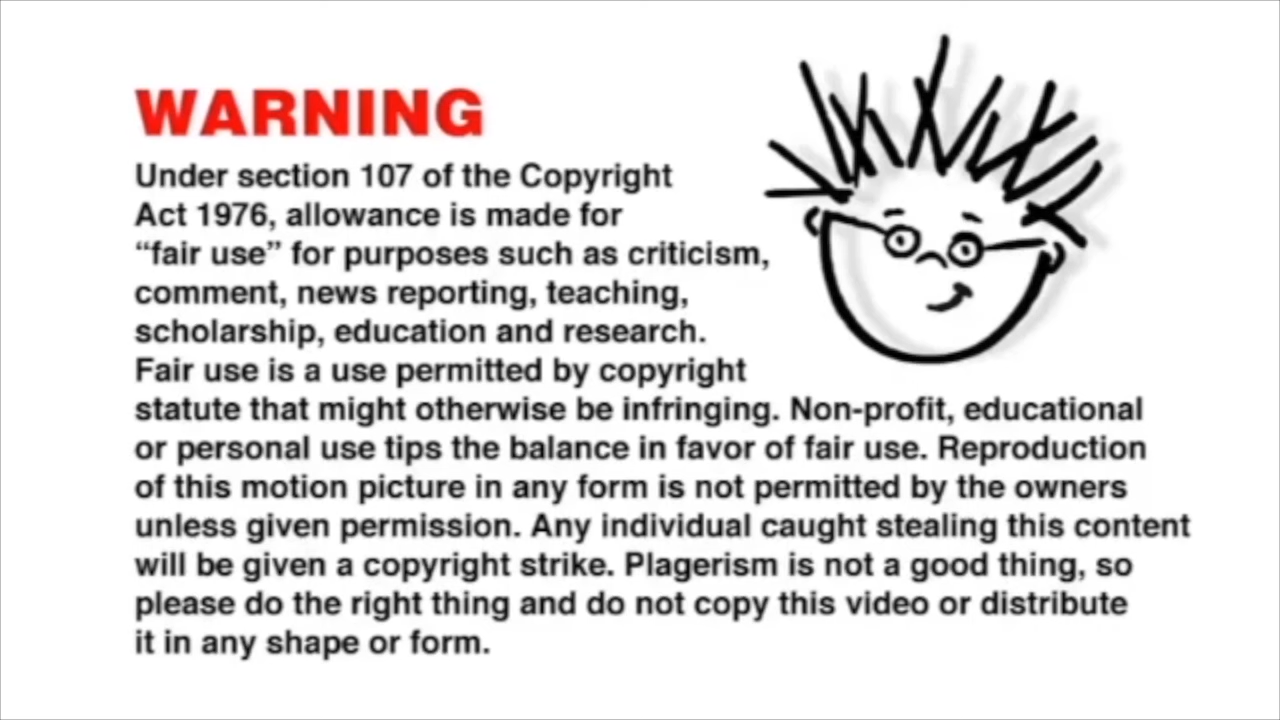 WARNING
Under section 107 of the Copyright
Act 1976, allowance is made for
“fair use” for purposes such as criticism,
comment, news reporting, teaching,
scholarship, education and research.
Fair use is a use permitted by copyright
statute that might otherwise be infringing. Non-profit, educational
or personal use tips the balance in favor of fair use. Reproduction
of this motion picture in any form is not permitted by the owners
unless given permission. Any individual caught stealing this content
will be given a copyright strike. Plagerism is not a good thing, so
please do the right thing and do not copy this video or distribute
it in any shape or form.